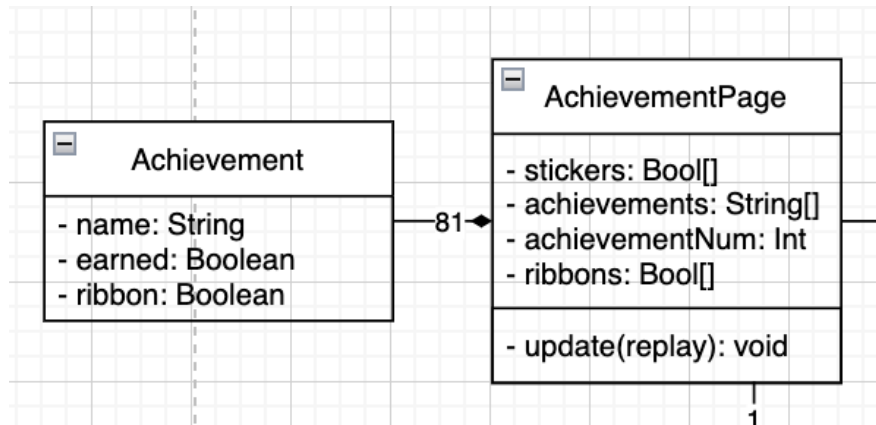 Achievement
- name: String
- earned: Boolean
- ribbon: Boolean
81
AchievementPage
- stickers: Bool[]
- achievements: String[]
- achievementNum: Int
- ribbons: Bool[]
- update(replay): void
1